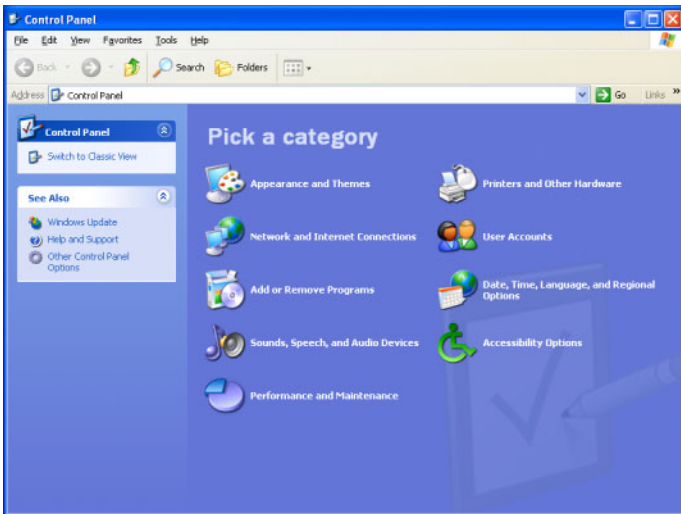 Control Panel
File Edit View Favorites Tools Help
Back Search Folders
Address Control Panel Go Links »
Control Panel
Switch to Classic View
See Also
Windows Update
Help and Support
Other Control Panel
Options
Pick a category
Appearance and Themes
Printers and Other Hardware
Network and Internet Connections
User Accounts
Add or Remove Programs
Date, Time, Language, and Regional
Options
Sounds, Speech, and Audio Devices
Accessibility Options
Performance and Maintenance